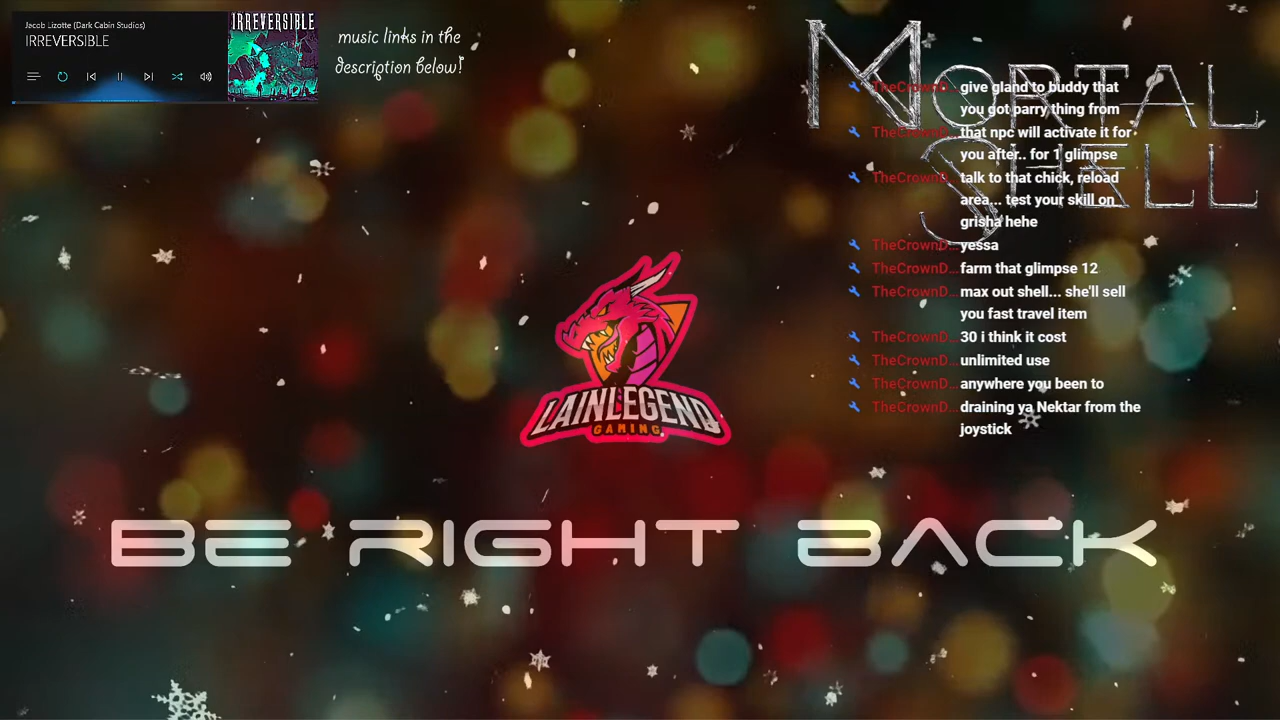 Jacob Lizotte (Dark Cabin Studios)
IRREVERSIBLE
IRREVERSIBLE
music links in the
description below!
MORTAL
SHELL
TheCrownD... give gland to buddy that
you got parry thing from
TheCrownD... that npc will activate it for
you after.. for 1 glimpse
TheCrownD... talk to that chick, reload
area... test your skill on
grisha hehe
TheCrownD... yessa
TheCrownD... farm that glimpse 12
TheCrownD... max out shell... she'll sell
you fast travel item
TheCrownD... 30 i think it cost
TheCrownD... unlimited use
TheCrownD... anywhere you been to
TheCrownD... draining ya Nektar from the
joystick
LAINLEGEND
GAMING
BE RIGHT BACK